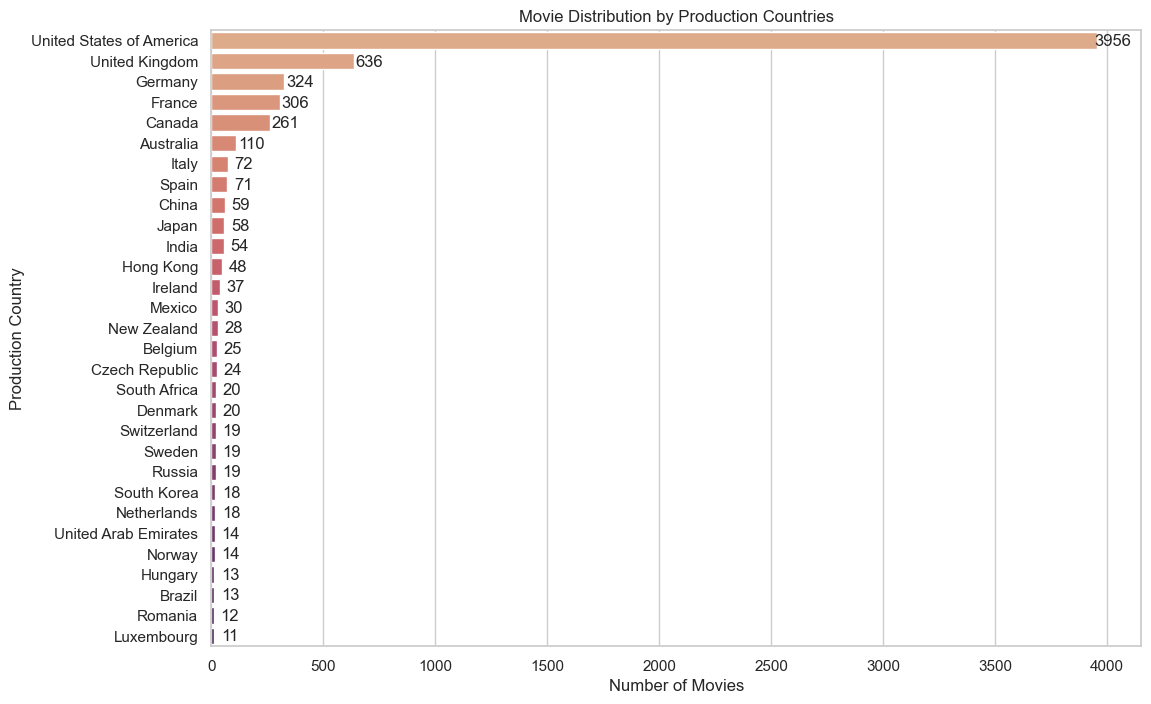 Movie Distribution by Production Countries
Production Country
United States of America 3956
United Kingdom 636
Germany 324
France 306
Canada 261
Australia 110
Italy 72
Spain 71
China 59
Japan 58
India 54
Hong Kong 48
Ireland 37
Mexico 30
New Zealand 28
Belgium 25
Czech Republic 24
South Africa 20
Denmark 20
Switzerland 19
Sweden 19
Russia 19
South Korea 18
Netherlands 18
United Arab Emirates 14
Norway 14
Hungary 13
Brazil 13
Romania 12
Luxembourg 11
0 500 1000 1500 2000 2500 3000 3500 4000
Number of Movies